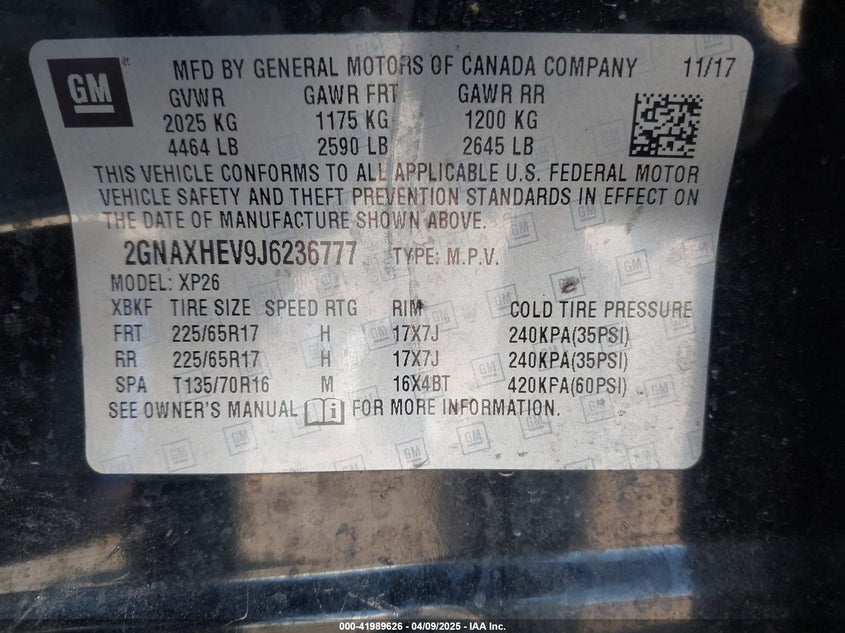 GM ® MFD BY GENERAL MOTORS OF CANADA COMPANY 11/17
GVWR GAWR FRT GAWR RR
2025 KG 1175 KG 1200 KG
4464 LB 2590 LB 2645 LB
THIS VEHICLE CONFORMS TO ALL APPLICABLE U.S. FEDERAL MOTOR
VEHICLE SAFETY AND THEFT PREVENTION STANDARDS IN EFFECT ON
THE DATE OF MANUFACTURE SHOWN ABOVE.
2GNAXHEV9J6236777 TYPE: M.P.V.
MODEL: XP26
XBKF TIRE SIZE SPEED RTG RIM COLD TIRE PRESSURE
FRT 225/65R17 H 17X7J 240KPA(35PSI)
RR 225/65R17 H 17X7J 240KPA(35PSI)
SPA T135/70R16 M 16X4BT 420KPA(60PSI)
SEE OWNER'S MANUAL FOR MORE INFORMATION.
000-41989626 - 04/09/2025 - IAA Inc.